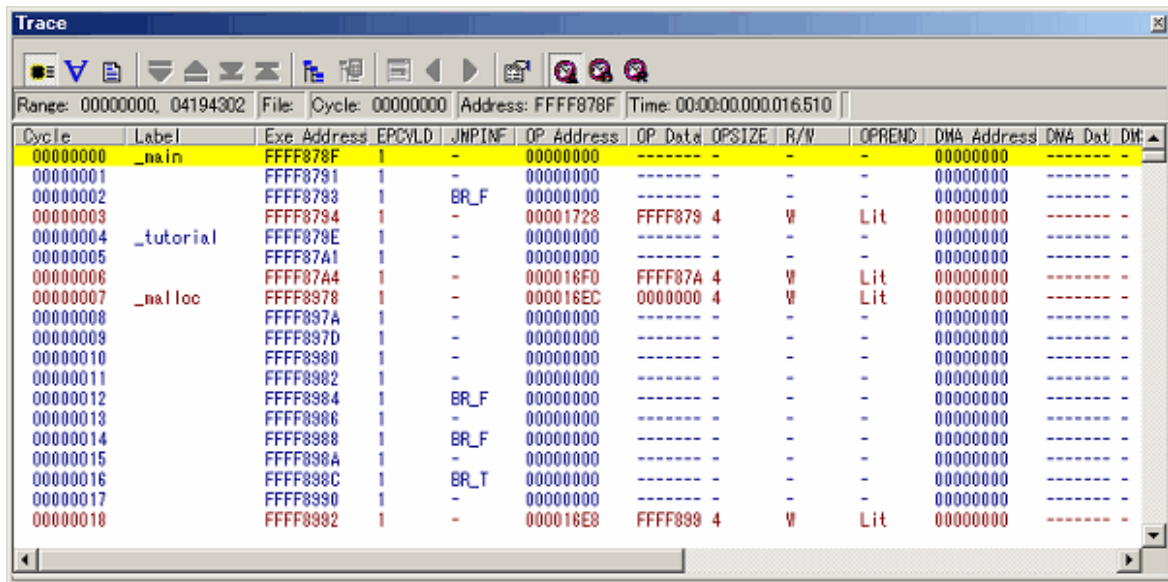 Trace
Range: 00000000, 04194302 File: Cycle: 00000000 Address: FFFF878F Time: 00:00:00.000.016.510
Cycle Label Exe Address EPCVLD JMPINF OP Address OP Data OPSIZE R/W OPREND DMA Address DMA Dat DM
00000000 _main FFFF878F 1 - 00000000 ------- - - - 00000000 ------- -
00000001 FFFF8791 1 - 00000000 ------- - - - 00000000 ------- -
00000002 FFFF8793 1 BR_F 00000000 ------- - - - 00000000 ------- -
00000003 FFFF8794 1 - 00001728 FFFF879 4 W Lit 00000000 ------- -
00000004 _tutorial FFFF879E 1 - 00000000 ------- - - - 00000000 ------- -
00000005 FFFF87A1 1 - 00000000 ------- - - - 00000000 ------- -
00000006 FFFF87A4 1 - 000016F0 FFFF87A 4 W Lit 00000000 ------- -
00000007 _malloc FFFF8978 1 - 000016EC 0000000 4 W Lit 00000000 ------- -
00000008 FFFF897A 1 - 00000000 ------- - - - 00000000 ------- -
00000009 FFFF897D 1 - 00000000 ------- - - - 00000000 ------- -
00000010 FFFF8980 1 - 00000000 ------- - - - 00000000 ------- -
00000011 FFFF8982 1 - 00000000 ------- - - - 00000000 ------- -
00000012 FFFF8984 1 BR_F 00000000 ------- - - - 00000000 ------- -
00000013 FFFF8986 1 - 00000000 ------- - - - 00000000 ------- -
00000014 FFFF8988 1 BR_F 00000000 ------- - - - 00000000 ------- -
00000015 FFFF898A 1 - 00000000 ------- - - - 00000000 ------- -
00000016 FFFF898C 1 BR_T 00000000 ------- - - - 00000000 ------- -
00000017 FFFF8990 1 - 00000000 ------- - - - 00000000 ------- -
00000018 FFFF8992 1 - 000016E8 FFFF899 4 W Lit 00000000 ------- -